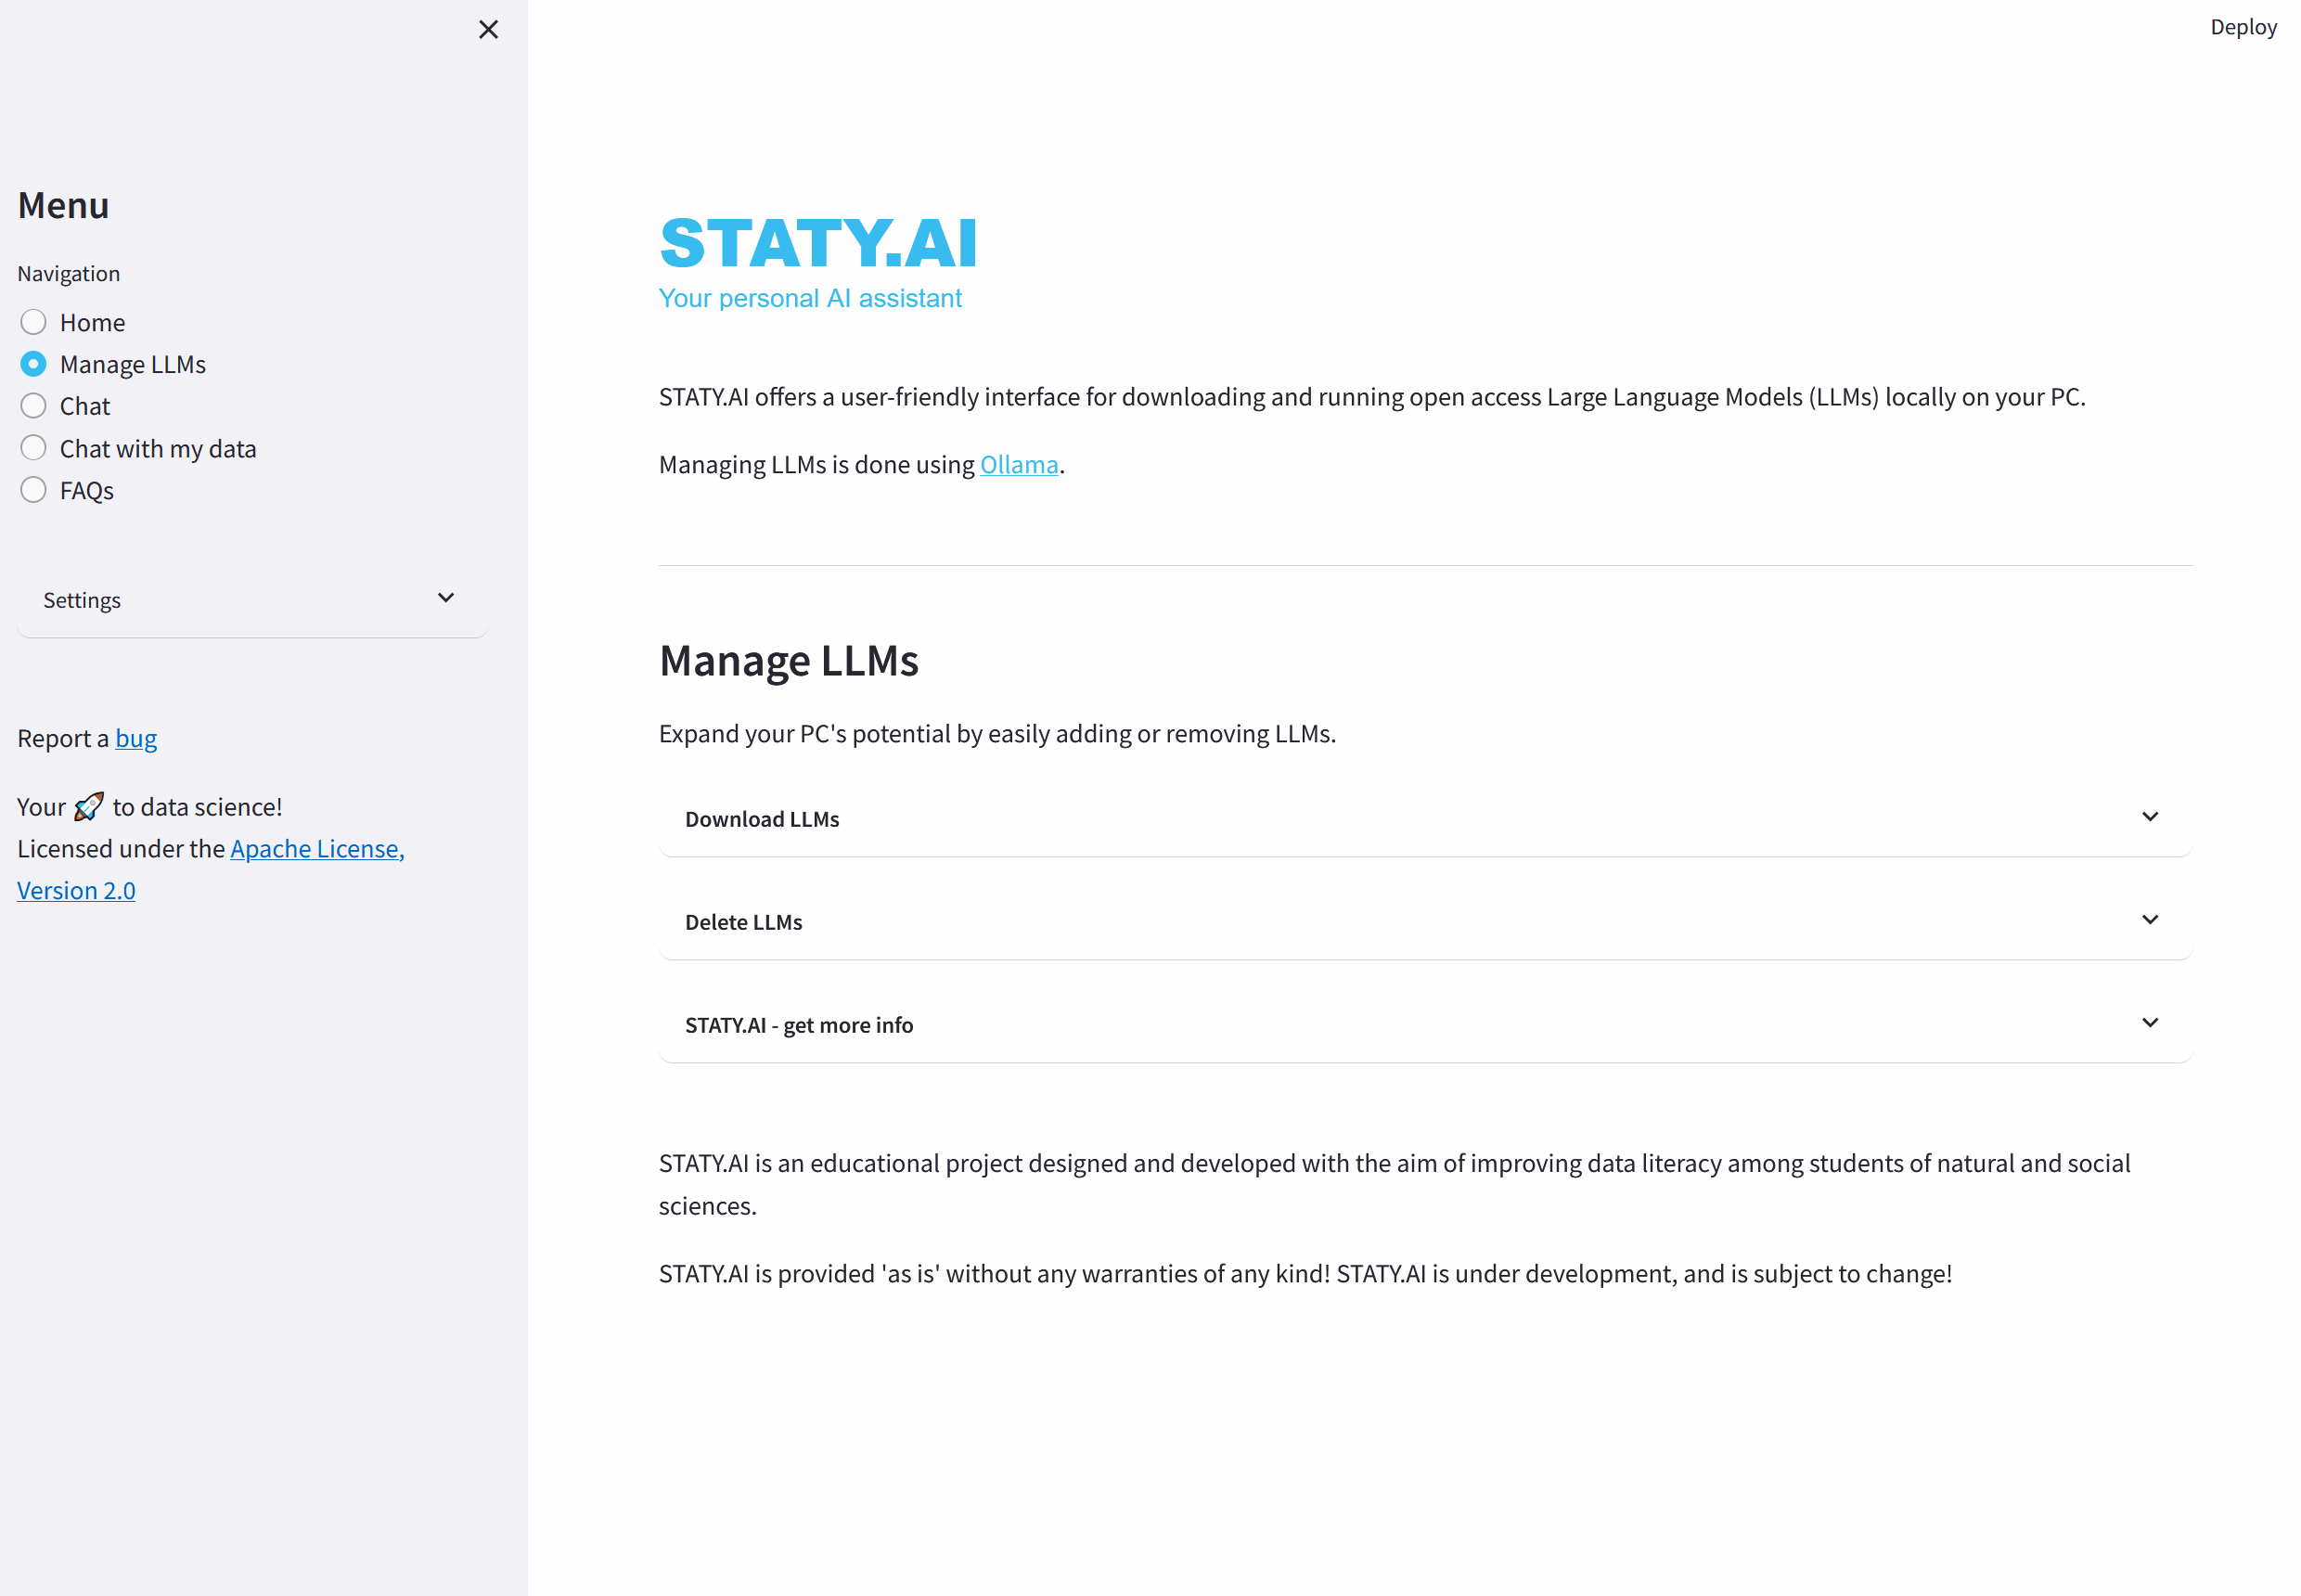 Deploy
Menu
Navigation
Home
Manage LLMs
Chat
Chat with my data
FAQs
Settings
Report a bug
Your 🚀 to data science!
Licensed under the Apache License,
Version 2.0
STATY.AI
Your personal AI assistant
STATY.AI offers a user-friendly interface for downloading and running open access Large Language Models (LLMs) locally on your PC.
Managing LLMs is done using Ollama.
Manage LLMs
Expand your PC's potential by easily adding or removing LLMs.
Download LLMs
Delete LLMs
STATY.AI - get more info
STATY.AI is an educational project designed and developed with the aim of improving data literacy among students of natural and social
sciences.
STATY.AI is provided 'as is' without any warranties of any kind! STATY.AI is under development, and is subject to change!